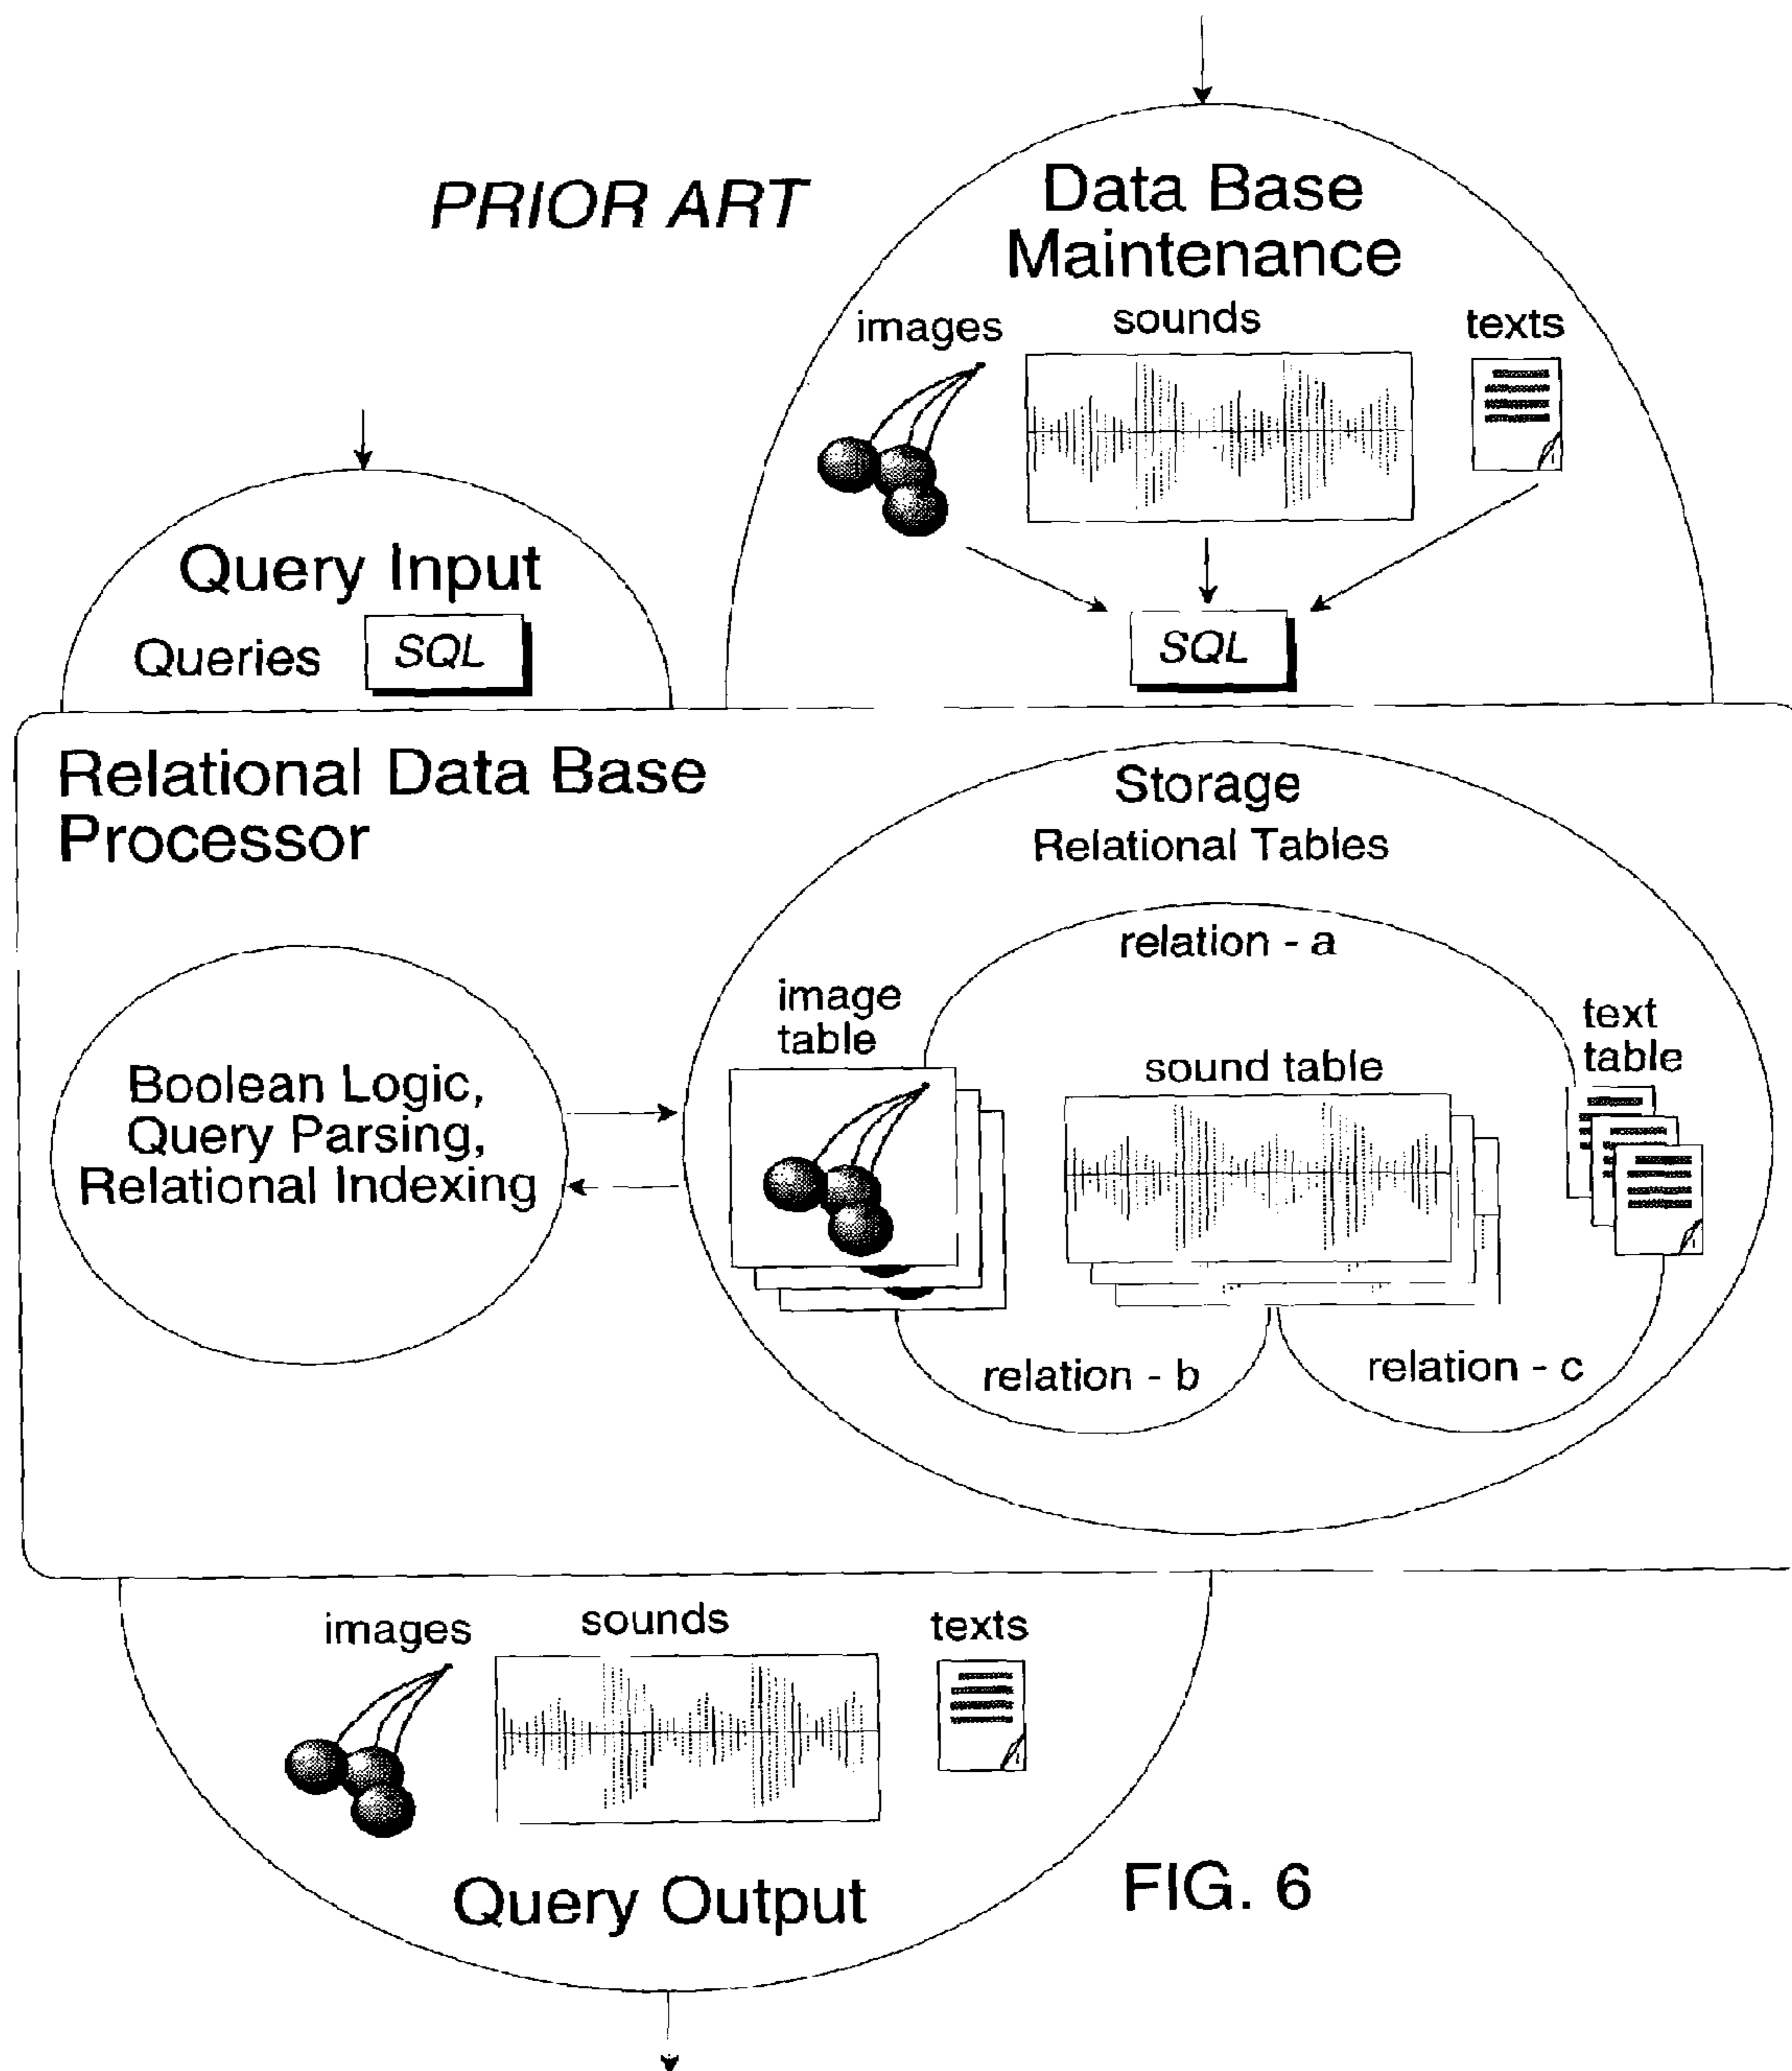 PRIOR ART
Data Base
Maintenance
images
sounds
texts
SQL
Query Input
Queries
SQL
Relational Data Base
Processor
Storage
Relational Tables
relation - a
image
table
sound table
text
table
Boolean Logic,
Query Parsing,
Relational Indexing
relation - b
relation - c
images
sounds
texts
Query Output
FIG. 6